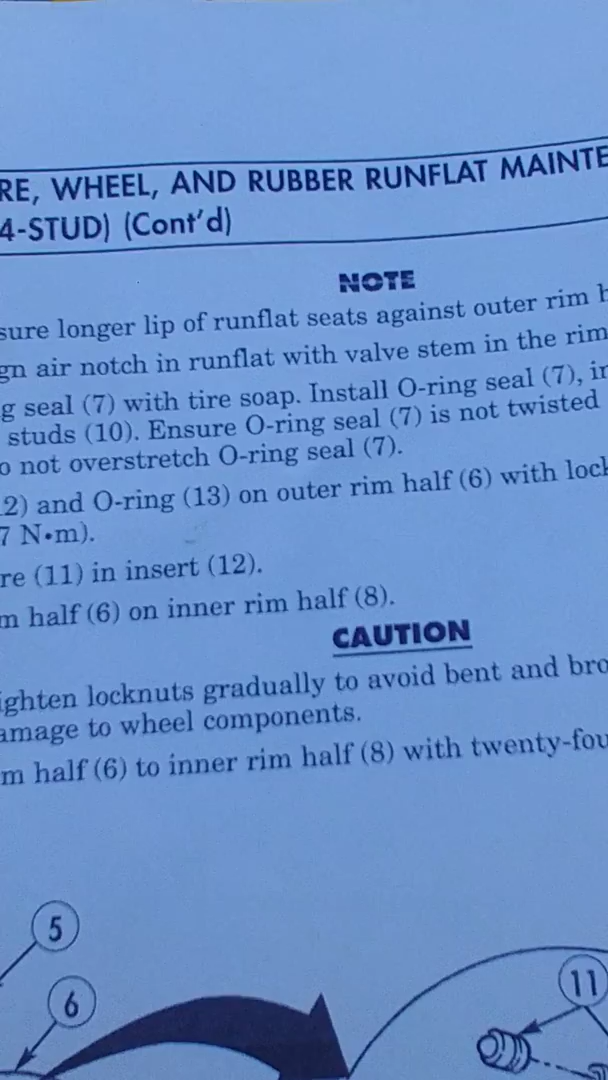 RE, WHEEL, AND RUBBER RUNFLAT MAINTE
4-STUD) (Cont'd)
NOTE
sure longer lip of runflat seats against outer rim h
gn air notch in runflat with valve stem in the rim
g seal (7) with tire soap. Install O-ring seal (7), in
studs (10). Ensure O-ring seal (7) is not twisted
o not overstretch O-ring seal (7).
2) and O-ring (13) on outer rim half (6) with lock
7 N•m).
re (11) in insert (12).
m half (6) on inner rim half (8).
CAUTION
ighten locknuts gradually to avoid bent and bro
amage to wheel components.
m half (6) to inner rim half (8) with twenty-fou
5
6
11